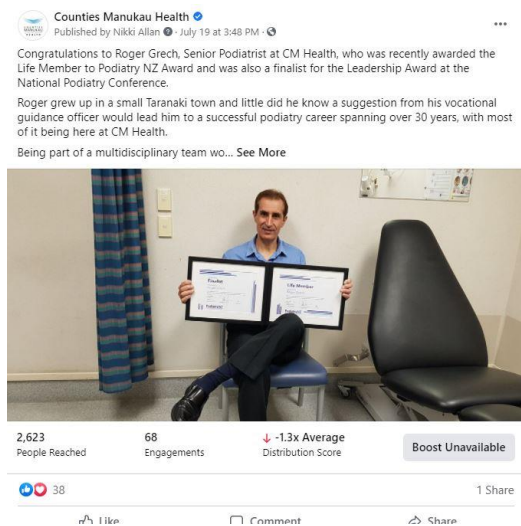 Counties Manukau Health
Published by Nikki Allan · July 19 at 3:48 PM ·
Congratulations to Roger Grech, Senior Podiatrist at CM Health, who was recently awarded the
Life Member to Podiatry NZ Award and was also a finalist for the Leadership Award at the
National Podiatry Conference.
Roger grew up in a small Taranaki town and little did he know a suggestion from his vocational
guidance officer would lead him to a successful podiatry career spanning over 30 years, with most
of it being here at CM Health.
Being part of a multidisciplinary team wo... See More
Finalist
Life Member
2,623
People Reached
68
Engagements
-1.3x Average
Distribution Score
Boost Unavailable
38
1 Share
Like
Comment
Share